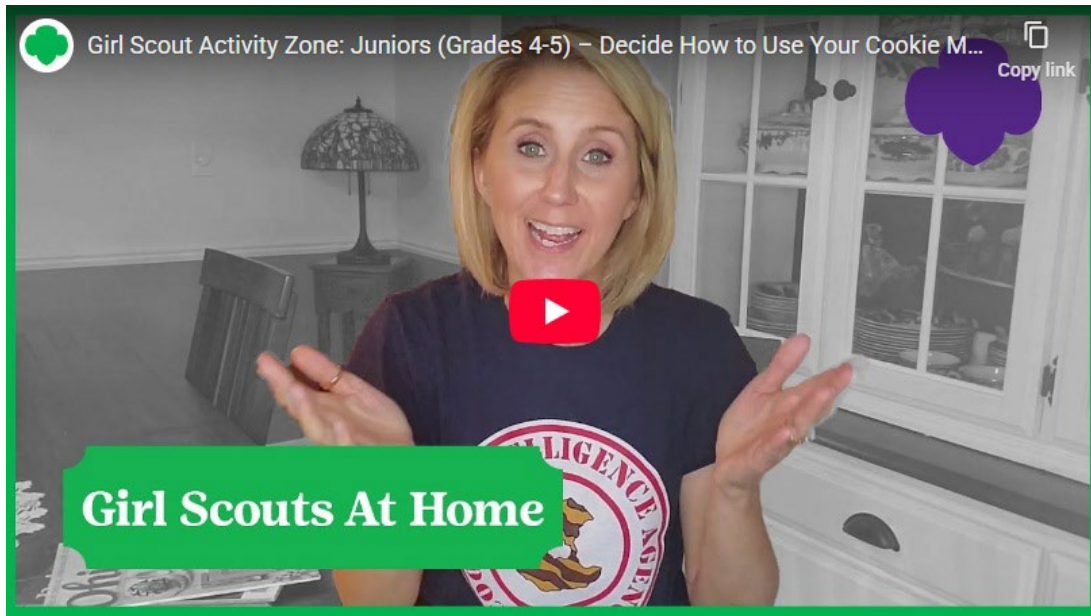 Girl Scout Activity Zone: Juniors (Grades 4-5) – Decide How to Use Your Cookie M...
Copy link
Girl Scouts At Home
AGENCY